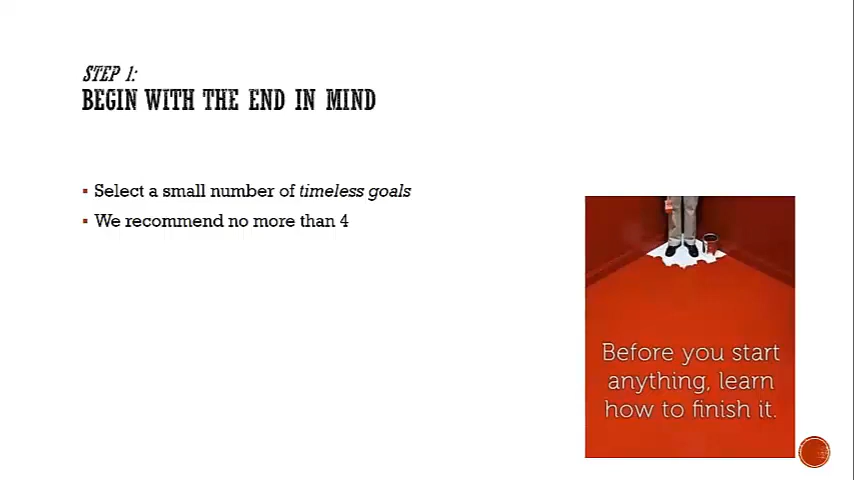 STEP 1:
BEGIN WITH THE END IN MIND
Select a small number of timeless goals
We recommend no more than 4
Before you start
anything, learn
how to finish it.